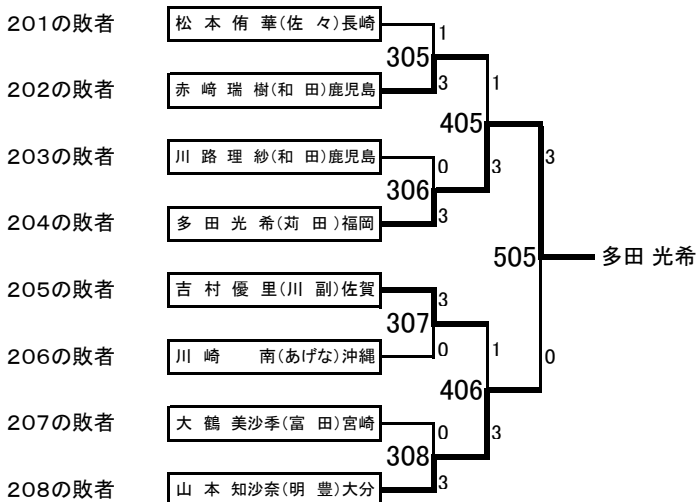 201の敗者 松 本 侑 華(佐 々)長崎
1
305
202の敗者 赤 﨑 瑞 樹(和 田)鹿児島
3
1
405
203の敗者 川 路 理 紗(和 田)鹿児島
0
3
3
306
204の敗者 多 田 光 希(苅 田)福岡
3
505
多田 光希
205の敗者 吉 村 優 里(川 副)佐賀
3
307
206の敗者 川 崎 南(あげな)沖縄
0
1
0
406
207の敗者 大 鶴 美沙季(富 田)宮崎
0
3
308
208の敗者 山 本 知沙奈(明 豊)大分
3